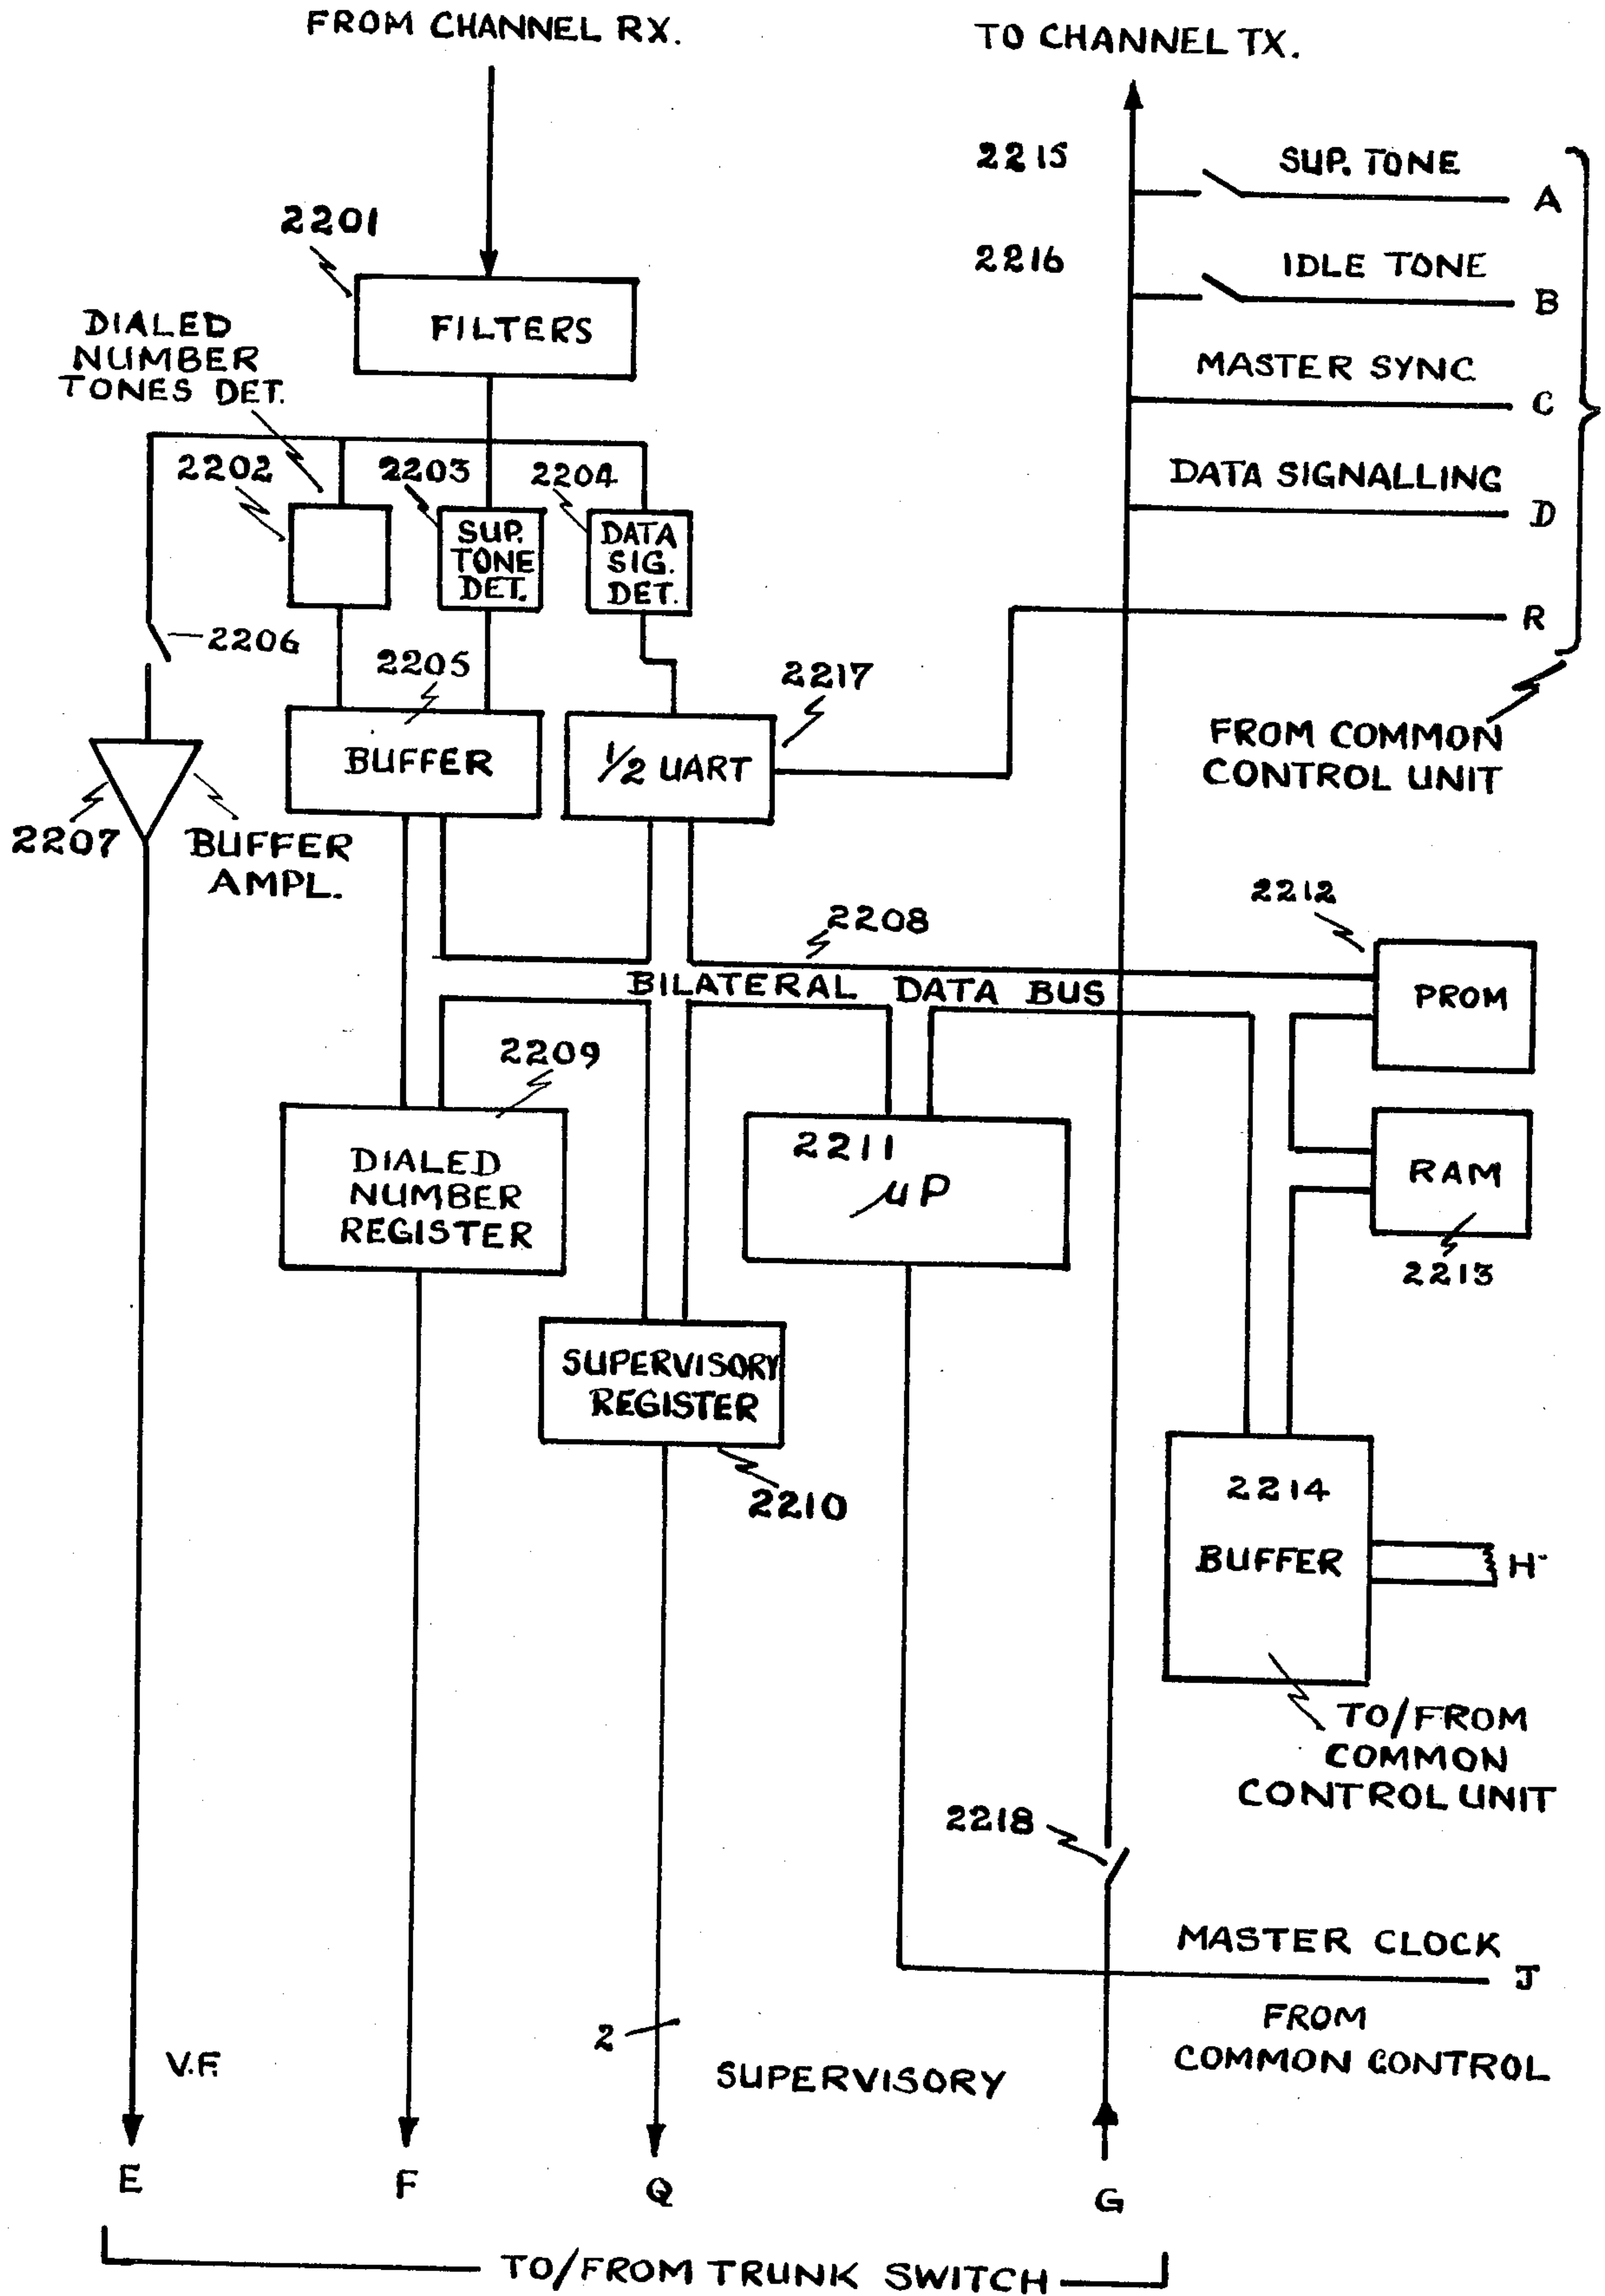 FROM CHANNEL RX.
TO CHANNEL TX.
2215
SUP. TONE
A
2201
2216
IDLE TONE
B
FILTERS
DIALED
NUMBER
TONES DET.
MASTER SYNC
C
2202
2203
2204
DATA SIGNALLING
D
SUP.
TONE
DET.
DATA
SIG.
DET.
R
2206
2205
2217
BUFFER
1/2 UART
FROM COMMON
CONTROL UNIT
2207
BUFFER
AMPL.
2212
2208
BILATERAL DATA BUS
PROM
2209
2211
μP
DIALED
NUMBER
REGISTER
RAM
2213
SUPERVISORY
REGISTER
2210
2214
BUFFER
H
TO/FROM
COMMON
CONTROL UNIT
2218
MASTER CLOCK
J
FROM
COMMON CONTROL
2
V.F.
SUPERVISORY
E
F
Q
G
TO/FROM TRUNK SWITCH